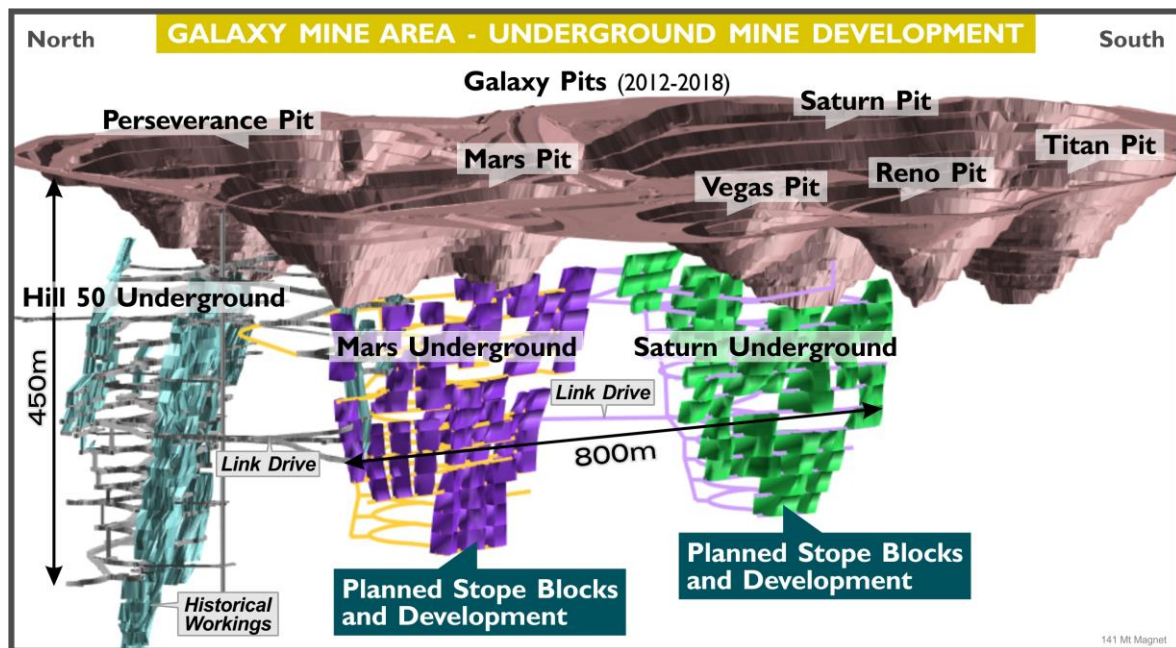 North
GALAXY MINE AREA - UNDERGROUND MINE DEVELOPMENT
South
Galaxy Pits (2012-2018)
Saturn Pit
Perseverance Pit
Mars Pit
Titan Pit
Reno Pit
Vegas Pit
Hill 50 Underground
Mars Underground
Saturn Underground
450m
Link Drive
Link Drive
800m
Planned Stope Blocks
and Development
Planned Stope Blocks
and Development
Historical
Workings
141 Mt Magnet